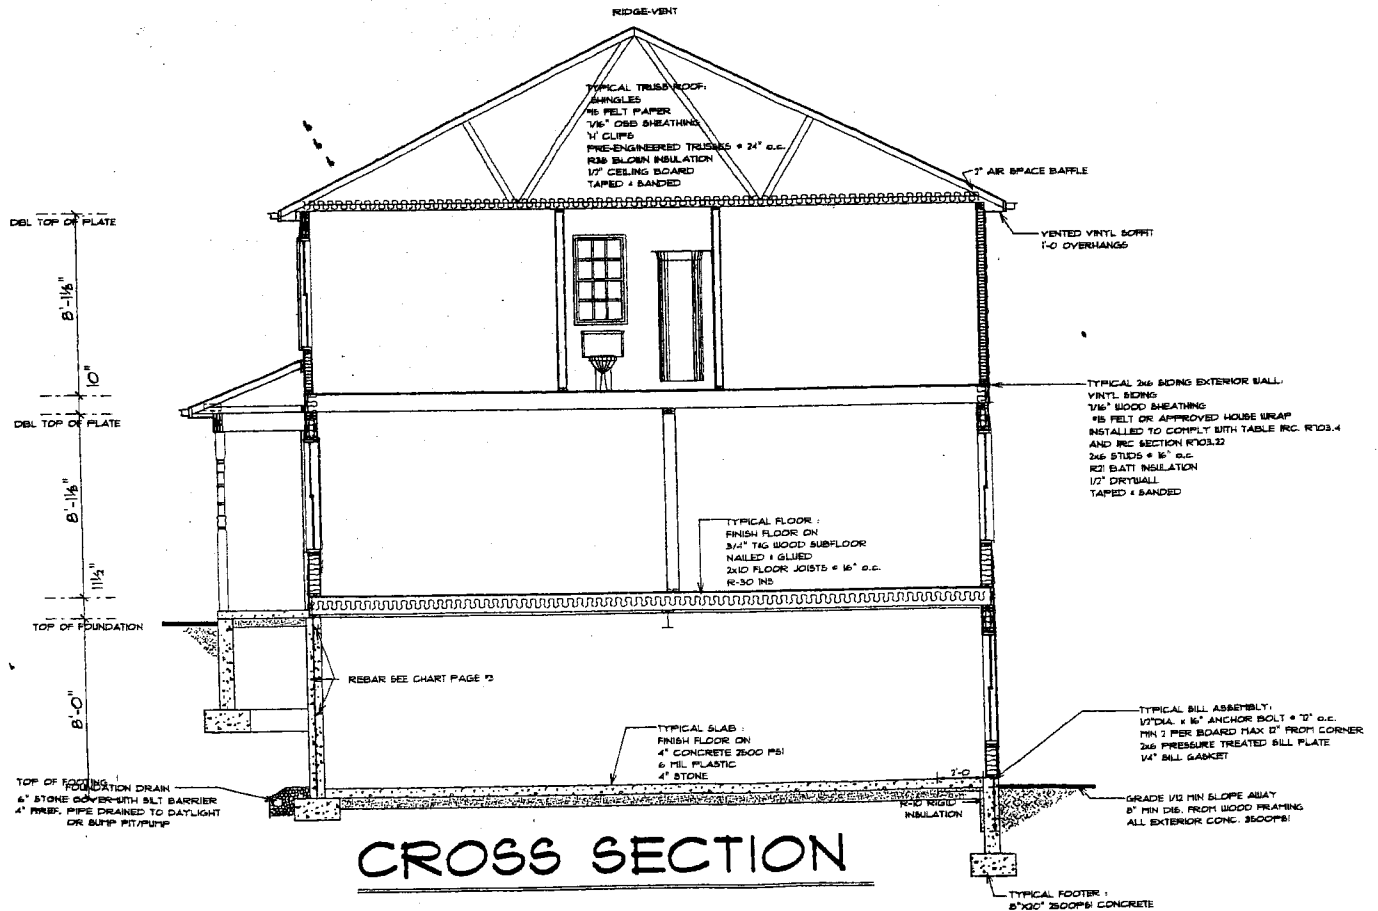 RIDGE-VENT
TYPICAL TRUSS ROOF:
SHINGLES
#15 FELT PAPER
7/16" OSB SHEATHING
'H' CLIPS
PRE-ENGINEERED TRUSSES @ 24" o.c.
R38 BLOWN INSULATION
1/2" CEILING BOARD
TAPED & SANDED
2" AIR SPACE BAFFLE
VENTED VINYL SOFFIT
1'-0 OVERHANGS
DBL TOP OF PLATE
8'-1 1/8"
10"
DBL TOP OF PLATE
8'-1 1/8"
11 1/2"
TOP OF FOUNDATION
8'-0"
TYPICAL 2x6 SIDING EXTERIOR WALL:
VINYL SIDING
7/16" WOOD SHEATHING
#15 FELT OR APPROVED HOUSE WRAP
INSTALLED TO COMPLY WITH TABLE IRC. R703.4
AND IRC SECTION R703.22
2x6 STUDS @ 16" o.c.
R21 BATT INSULATION
1/2" DRYWALL
TAPED & SANDED
TYPICAL FLOOR :
FINISH FLOOR ON
3/4" T&G WOOD SUBFLOOR
NAILED & GLUED
2x10 FLOOR JOISTS @ 16" o.c.
R-30 INS
REBAR SEE CHART PAGE #3
TYPICAL SLAB :
FINISH FLOOR ON
4" CONCRETE 2500 PSI
6 MIL PLASTIC
4" STONE
2'-0
R-10 RIGID
INSULATION
TYPICAL SILL ASSEMBLY:
1/2"DIA. x 16" ANCHOR BOLT @ 72" o.c.
MIN 2 PER BOARD MAX 12" FROM CORNER
2x6 PRESSURE TREATED SILL PLATE
1/4" SILL GASKET
GRADE 1/12 MIN SLOPE AWAY
8" MIN DIS. FROM WOOD FRAMING
ALL EXTERIOR CONC. 3500PSI
TOP OF FOOTING
FOUNDATION DRAIN
6" STONE COVER WITH SILT BARRIER
4" PERF. PIPE DRAINED TO DAYLIGHT
OR SUMP PIT/PUMP
CROSS SECTION
TYPICAL FOOTER :
8"X20" 2500PSI CONCRETE